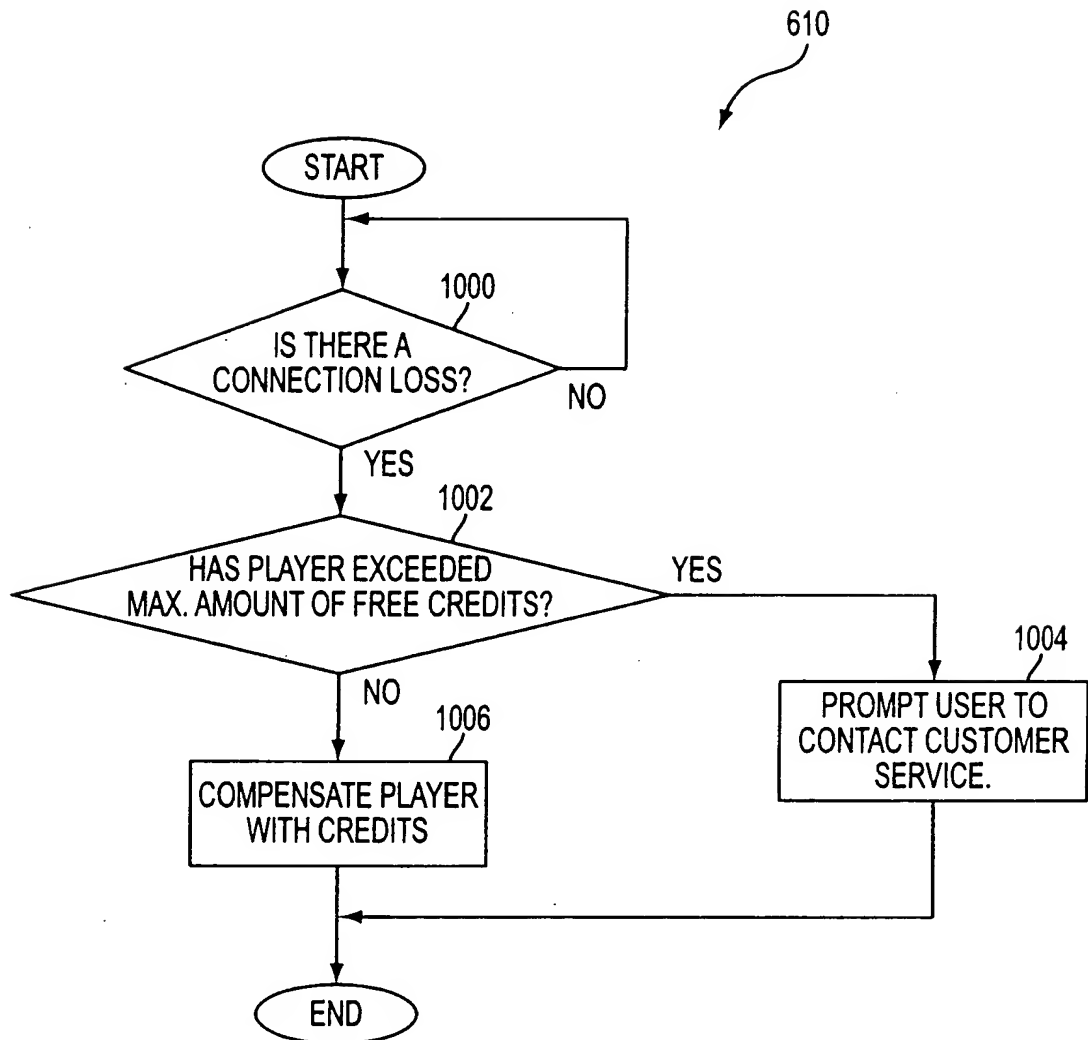 610
START
1000
IS THERE A
CONNECTION LOSS?
NO
YES
1002
HAS PLAYER EXCEEDED
MAX. AMOUNT OF FREE CREDITS?
YES
NO
1004
PROMPT USER TO
CONTACT CUSTOMER
SERVICE.
1006
COMPENSATE PLAYER
WITH CREDITS
END